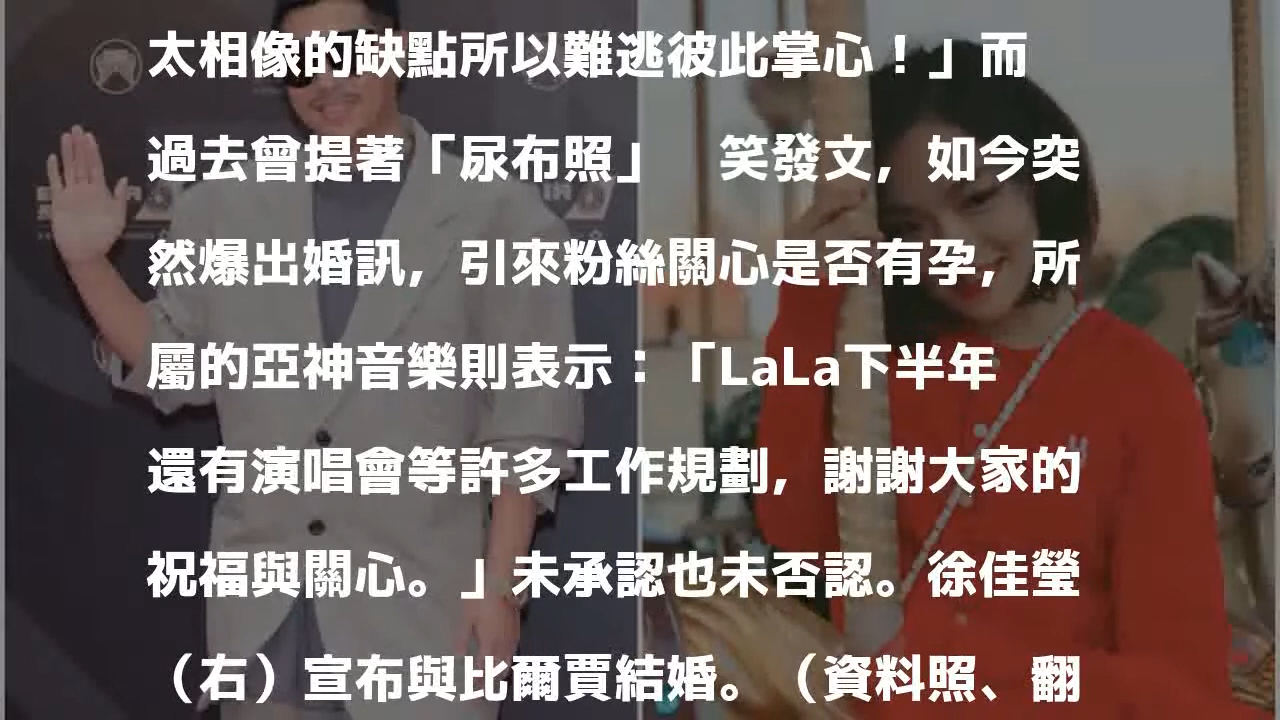 太相像的缺點所以難逃彼此掌心！」而
過去曾提著「尿布照」　笑發文，如今突
然爆出婚訊，引來粉絲關心是否有孕，所
屬的亞神音樂則表示：「LaLa下半年
還有演唱會等許多工作規劃，謝謝大家的
祝福與關心。」未承認也未否認。徐佳瑩
（右）宣布與比爾賈結婚。（資料照、翻